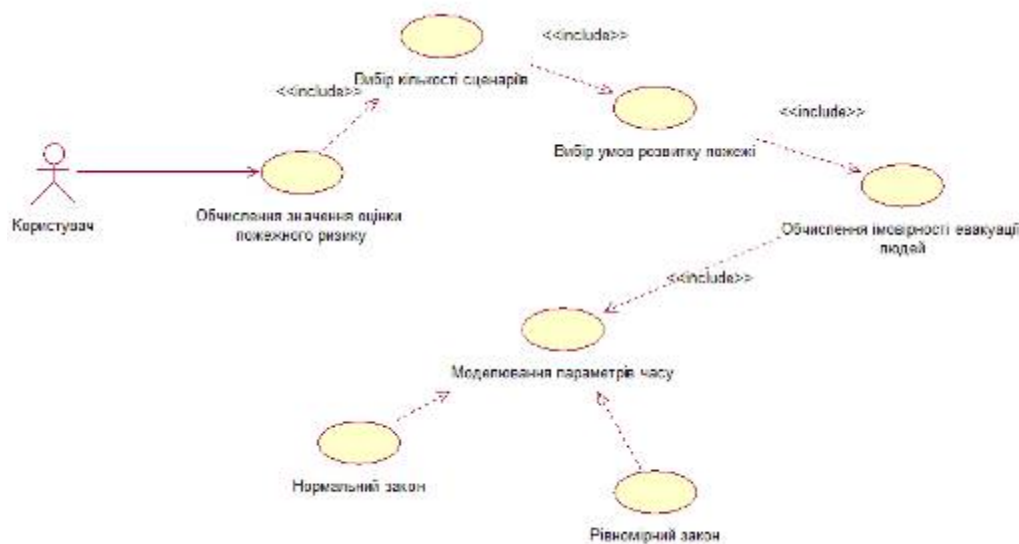 <<include>>
Вибір кількості сценаріїв
<<include>>
<<include>>
Вибір умов розвитку пожежі
<<include>>
Користувач
Обчислення значення оцінки
пожежного ризику
Обчислення імовірності евакуації
людей
<<include>>
Моделювання параметрів часу
Нормальний закон
Рівномірний закон